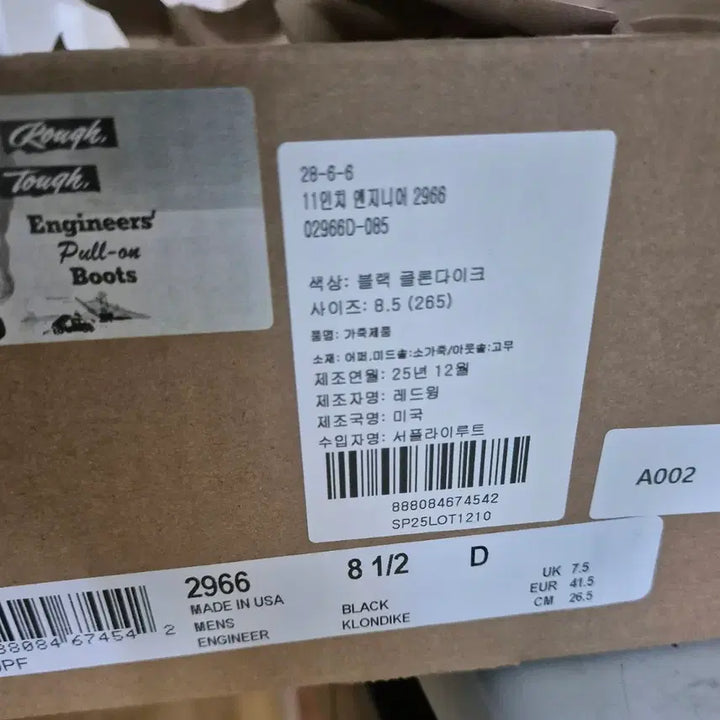 Rough,
Tough,
Engineers'
Pull-on
Boots
28-6-6
11인치 엔지니어 2966
02966D-085
색상: 블랙 클론다이크
사이즈: 8.5 (265)
품명: 가죽제품
소재: 어퍼,미드솔:소가죽/아웃솔:고무
제조연월: 25년 12월
제조자명: 레드윙
제조국명: 미국
수입자명: 서플라이루트
888084674542
SP25LOT1210
A002
2966
MADE IN USA
MENS
ENGINEER
8 1/2
D
BLACK
KLONDIKE
UK 7.5
EUR 41.5
CM 26.5
88084 67454 2